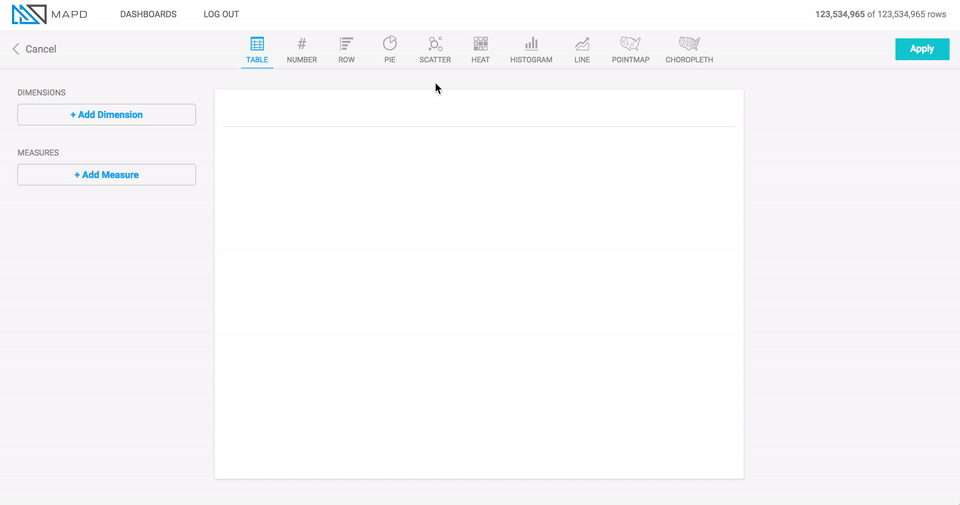 MAPD DASHBOARDS LOG OUT 123,534,965 of 123,534,965 rows
Cancel TABLE # NUMBER ROW PIE SCATTER HEAT HISTOGRAM LINE POINTMAP CHOROPLETH Apply
DIMENSIONS
+ Add Dimension
MEASURES
+ Add Measure